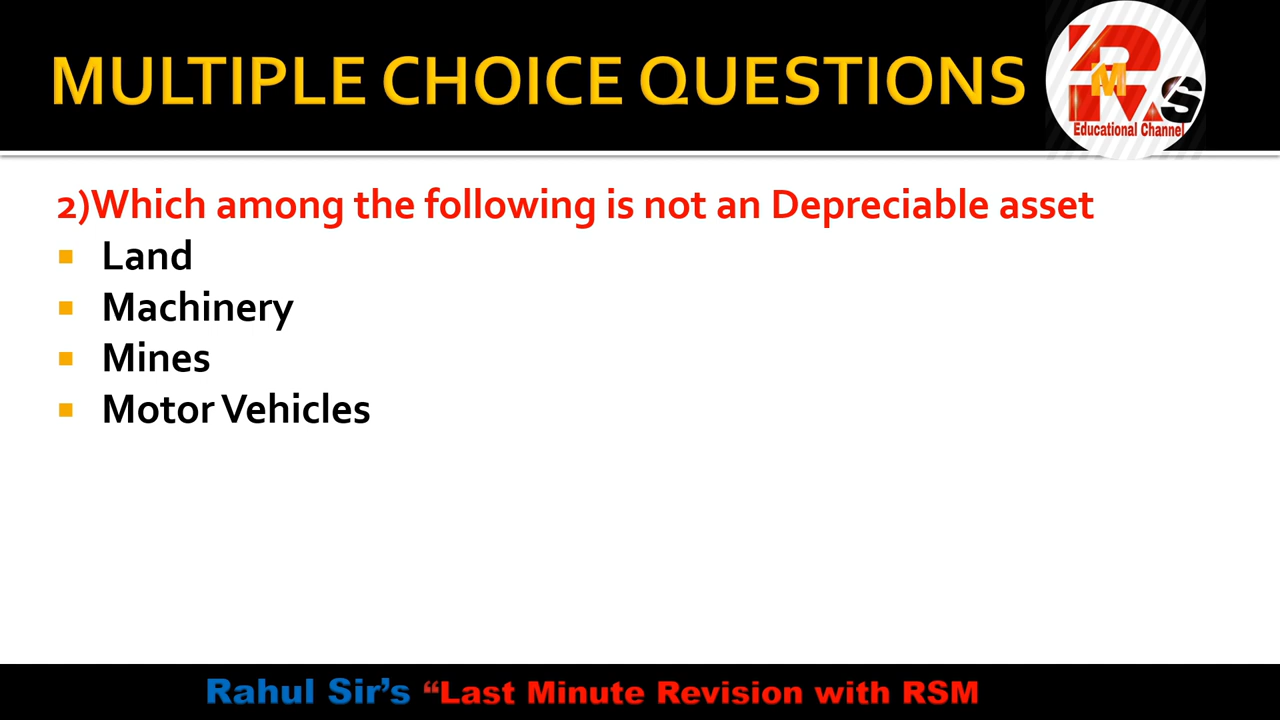 MULTIPLE CHOICE QUESTIONS
RMS
Educational Channel
2)Which among the following is not an Depreciable asset
Land
Machinery
Mines
Motor Vehicles
Rahul Sir's “Last Minute Revision with RSM